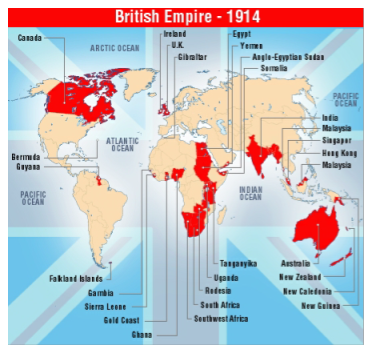 British Empire - 1914
Canada
ARCTIC OCEAN
Ireland
U.K.
Gibraltar
Egypt
Yemen
Anglo-Egyptian Sudan
Somalia
PACIFIC
OCEAN
ATLANTIC
OCEAN
India
Malaysia
Singapor
Hong Kong
Malaysia
Bermuda
Guyana
PACIFIC
OCEAN
INDIAN
OCEAN
Falkland Islands
Gambia
Sierra Leone
Gold Coast
Ghana
Tanganyika
Uganda
Rodesia
South Africa
Southwest Africa
Australia
New Zealand
New Caledonia
New Guinea